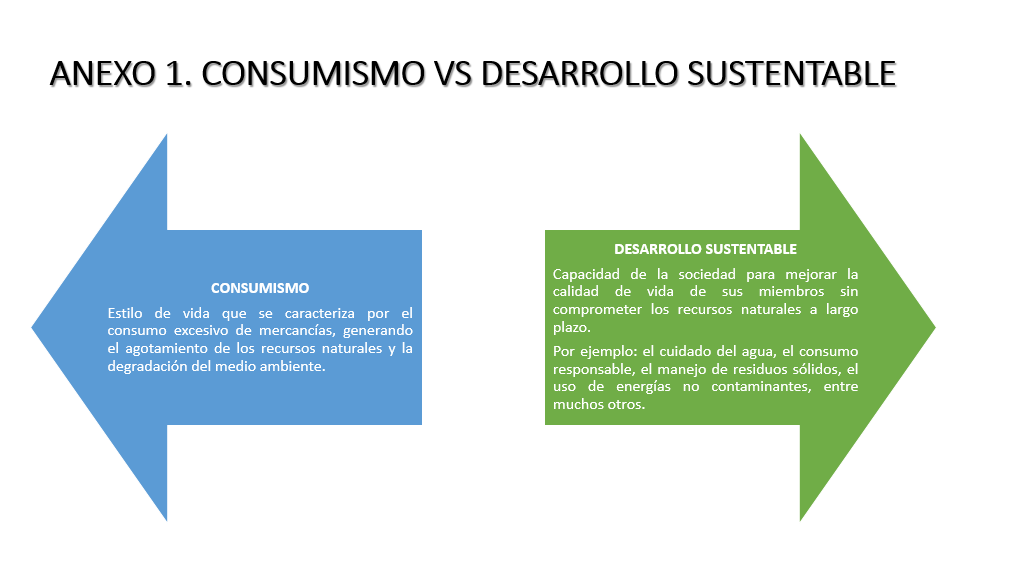 ANEXO 1. CONSUMISMO VS DESARROLLO SUSTENTABLE
CONSUMISMO
Estilo de vida que se caracteriza por el
consumo excesivo de mercancías, generando
el agotamiento de los recursos naturales y la
degradación del medio ambiente.
DESARROLLO SUSTENTABLE
Capacidad de la sociedad para mejorar la
calidad de vida de sus miembros sin
comprometer los recursos naturales a largo
plazo.
Por ejemplo: el cuidado del agua, el consumo
responsable, el manejo de residuos sólidos, el
uso de energías no contaminantes, entre
muchos otros.